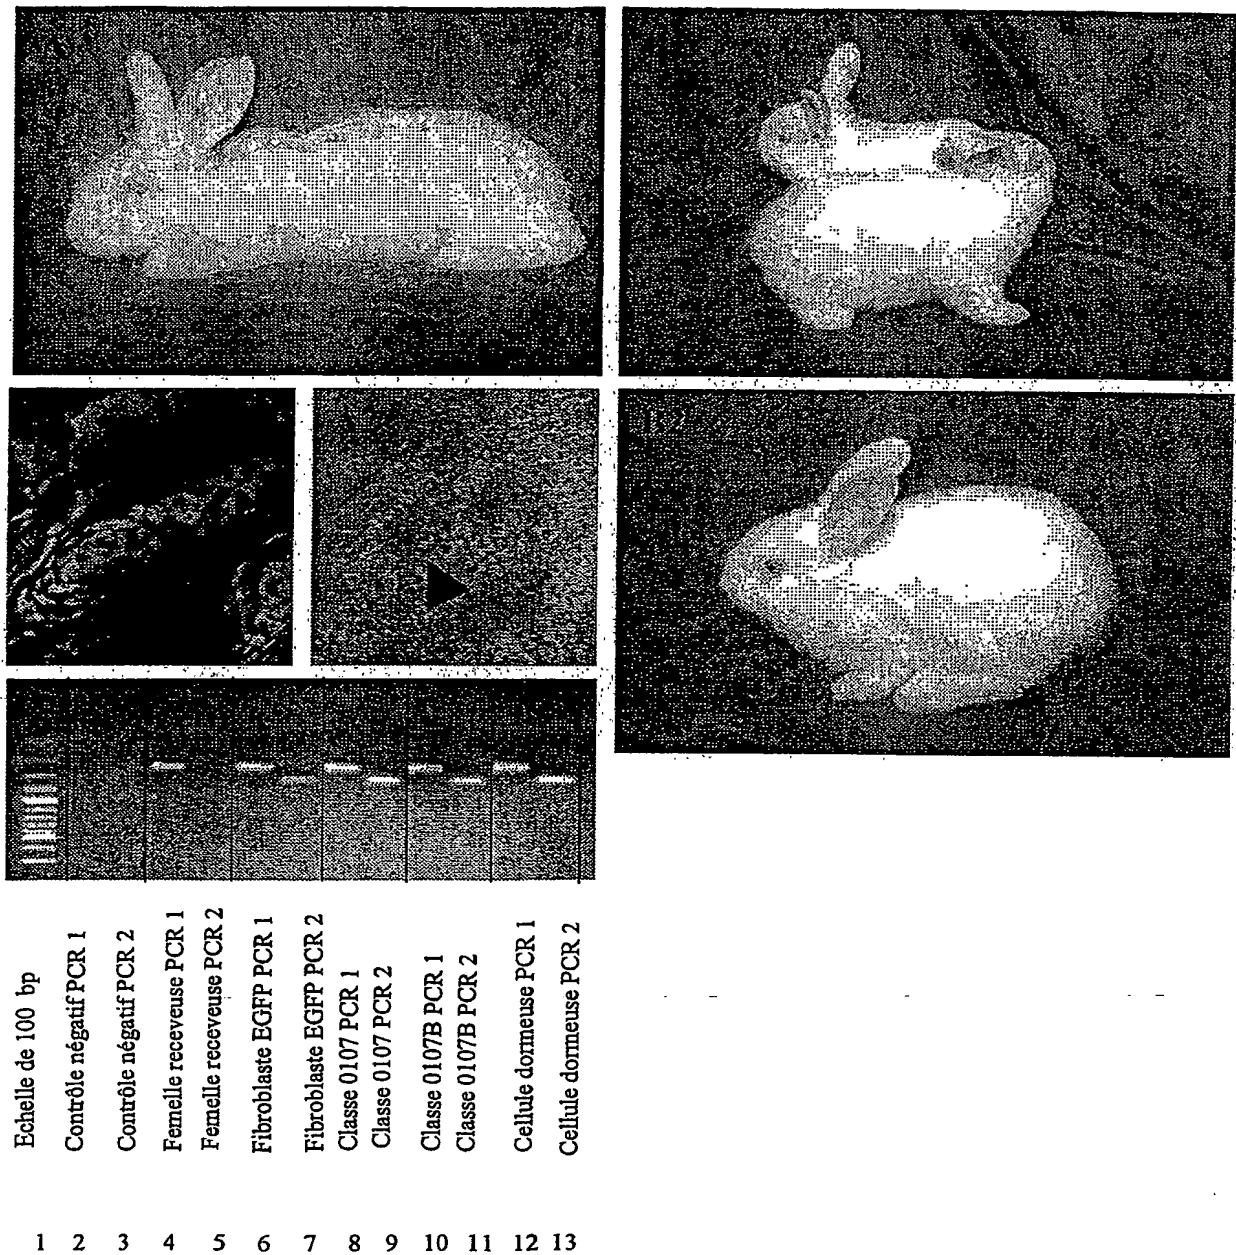 Echelle de 100 bp
Contrôle négatif PCR 1
Contrôle négatif PCR 2
Femelle receveuse PCR 1
Femelle receveuse PCR 2
Fibroblaste EGFP PCR 1
Fibroblaste EGFP PCR 2
Classe 0107 PCR 1
Classe 0107 PCR 2
Classe 0107B PCR 1
Classe 0107B PCR 2
Cellule dormeuse PCR 1
Cellule dormeuse PCR 2
1 2 3 4 5 6 7 8 9 10 11 12 13